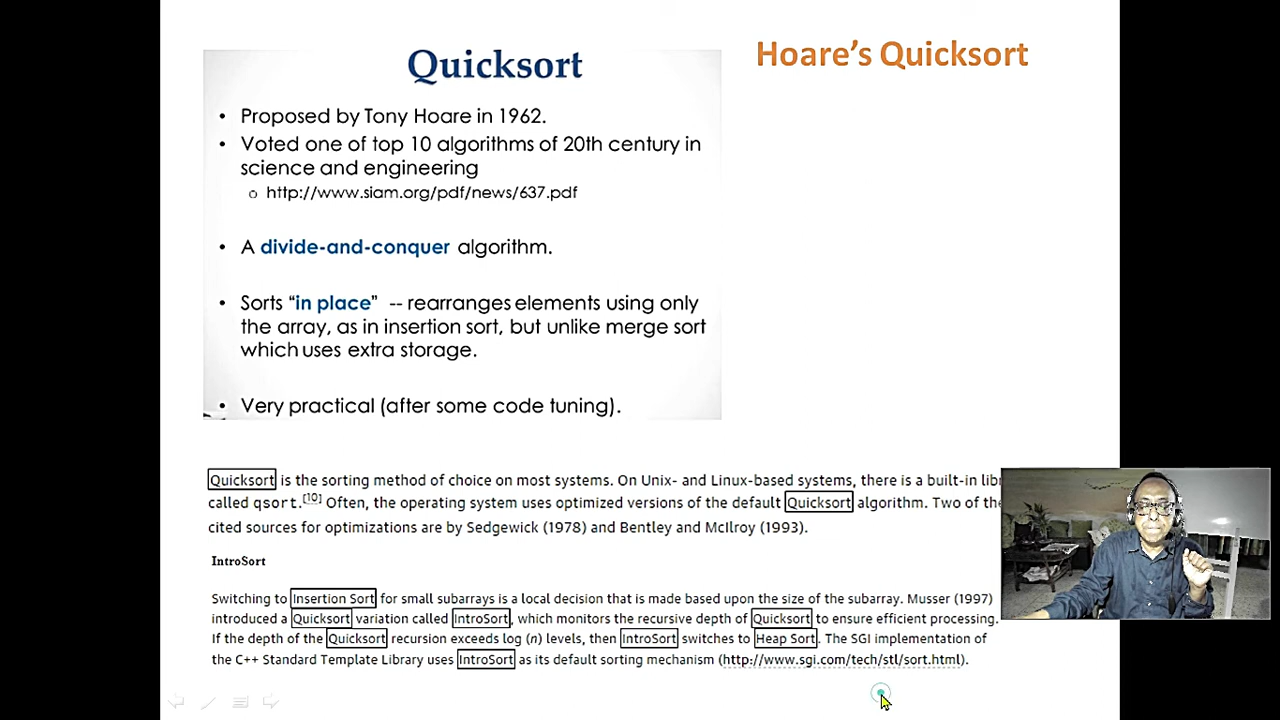 Quicksort
Hoare's Quicksort
• Proposed by Tony Hoare in 1962.
• Voted one of top 10 algorithms of 20th century in
science and engineering
o http://www.siam.org/pdf/news/637.pdf
• A divide-and-conquer algorithm.
• Sorts “in place” -- rearranges elements using only
the array, as in insertion sort, but unlike merge sort
which uses extra storage.
• Very practical (after some code tuning).
Quicksort is the sorting method of choice on most systems. On Unix- and Linux-based systems, there is a built-in
called qsort.[10] Often, the operating system uses optimized versions of the default Quicksort algorithm. Two of the
cited sources for optimizations are by Sedgewick (1978) and Bentley and McIlroy (1993).
IntroSort
Switching to Insertion Sort for small subarrays is a local decision that is made based upon the size of the subarray. Musser (1997)
introduced a Quicksort variation called IntroSort, which monitors the recursive depth of Quicksort to ensure efficient processing.
If the depth of the Quicksort recursion exceeds log (n) levels, then IntroSort switches to Heap Sort. The SGI implementation of
the C++ Standard Template Library uses IntroSort as its default sorting mechanism (http://www.sgi.com/tech/stl/sort.html).